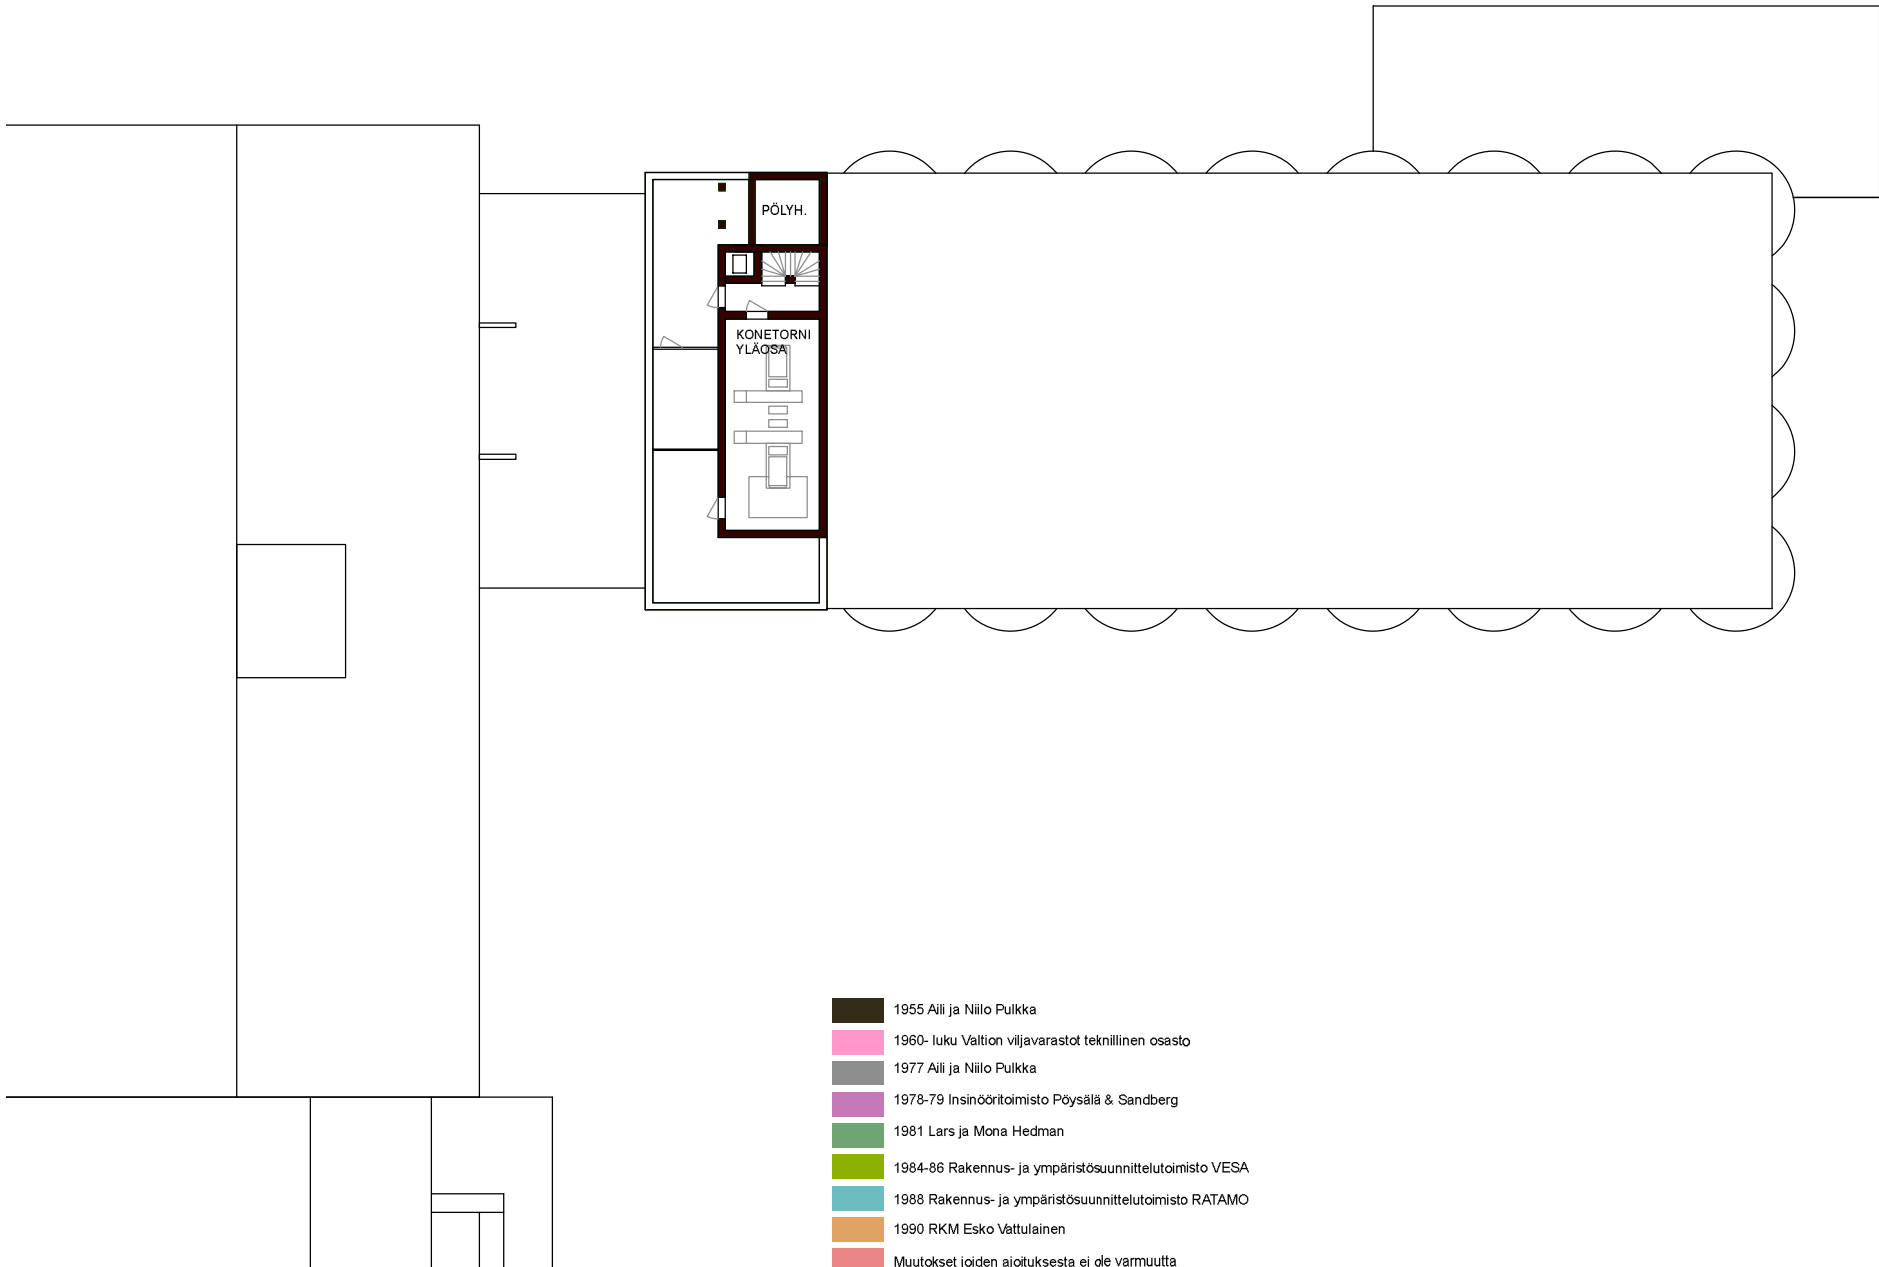 PÖLYH.
KONETORNI
YLÄOSA
1955 Aili ja Niilo Pulkka
1960- luku Valtion viljavarastot teknillinen osasto
1977 Aili ja Niilo Pulkka
1978-79 Insinööritoimisto Pöysälä & Sandberg
1981 Lars ja Mona Hedman
1984-86 Rakennus- ja ympäristösuunnittelutoimisto VESA
1988 Rakennus- ja ympäristösuunnittelutoimisto RATAMO
1990 RKM Esko Vattulainen
Muutokset joiden ajoituksesta ei ole varmuutta